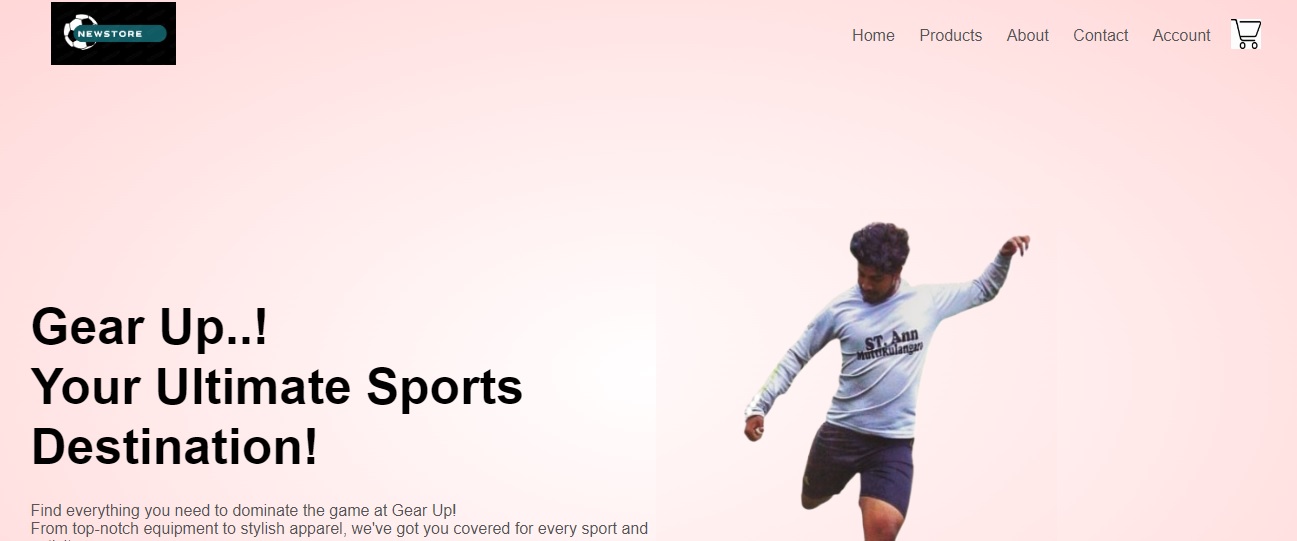 NEWSTORE
Home Products About Contact Account
Gear Up..!
Your Ultimate Sports
Destination!
ST. Ann
Muttikulangara
Find everything you need to dominate the game at Gear Up!
From top-notch equipment to stylish apparel, we've got you covered for every sport and